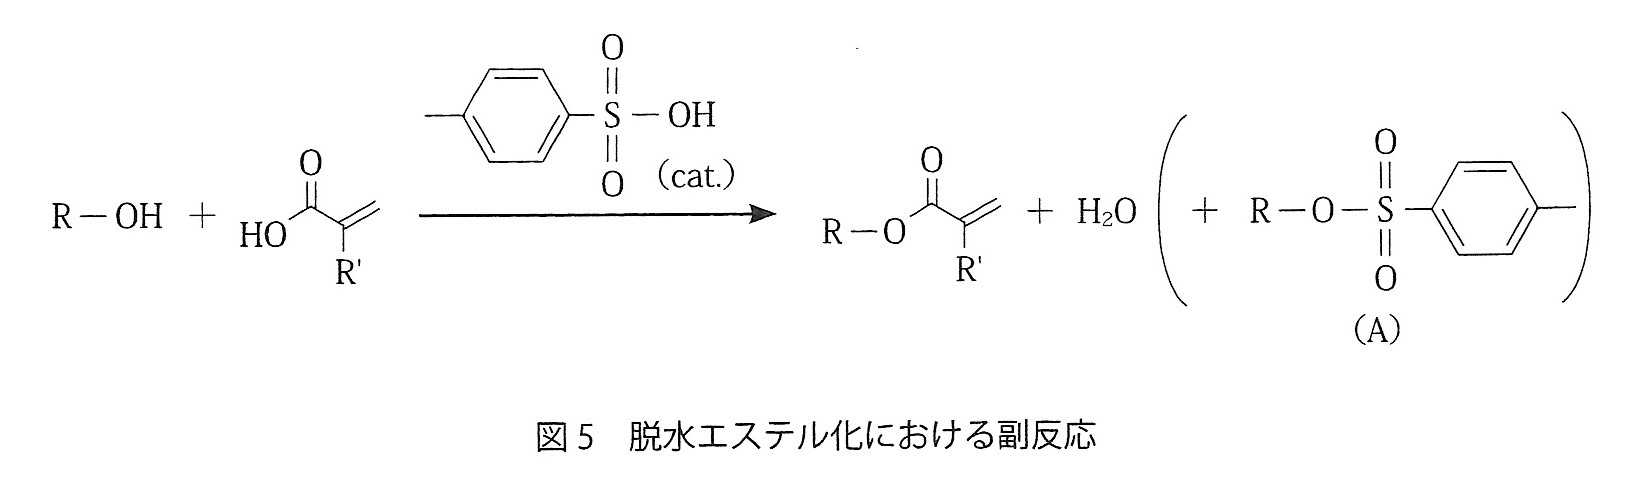 O
S
OH
O
(cat.)
R－OH + HO
O
R'
R－O
O
R'
+ H₂O
( + R－O－S
O
O
)
(A)
図5 脱水エステル化における副反応